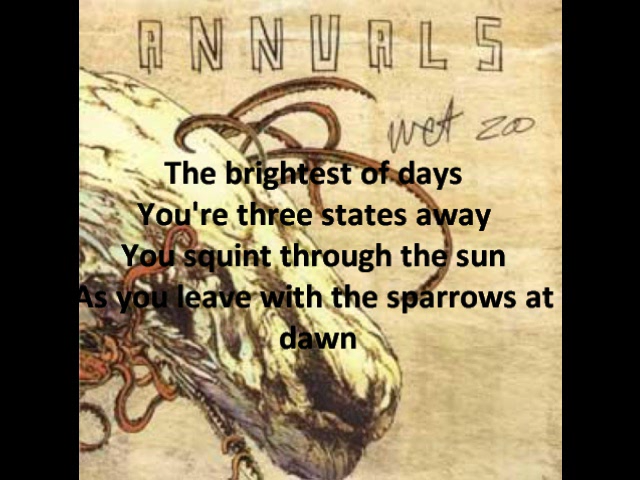 ANNUALS
wet zoo
The brightest of days
You're three states away
You squint through the sun
As you leave with the sparrows at
dawn